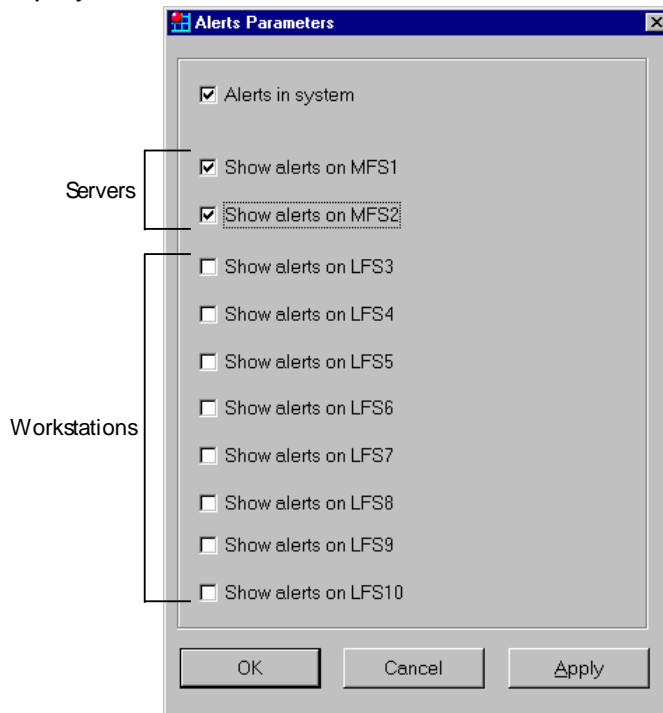 Alerts Parameters
Alerts in system
Servers
Show alerts on MFS1
Show alerts on MFS2
Workstations
Show alerts on LFS3
Show alerts on LFS4
Show alerts on LFS5
Show alerts on LFS6
Show alerts on LFS7
Show alerts on LFS8
Show alerts on LFS9
Show alerts on LFS10
OK
Cancel
Apply